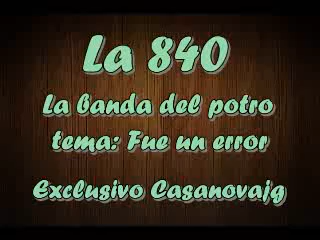 La 840
La banda del potro
tema: Fue un error
Exclusivo Casanovajg